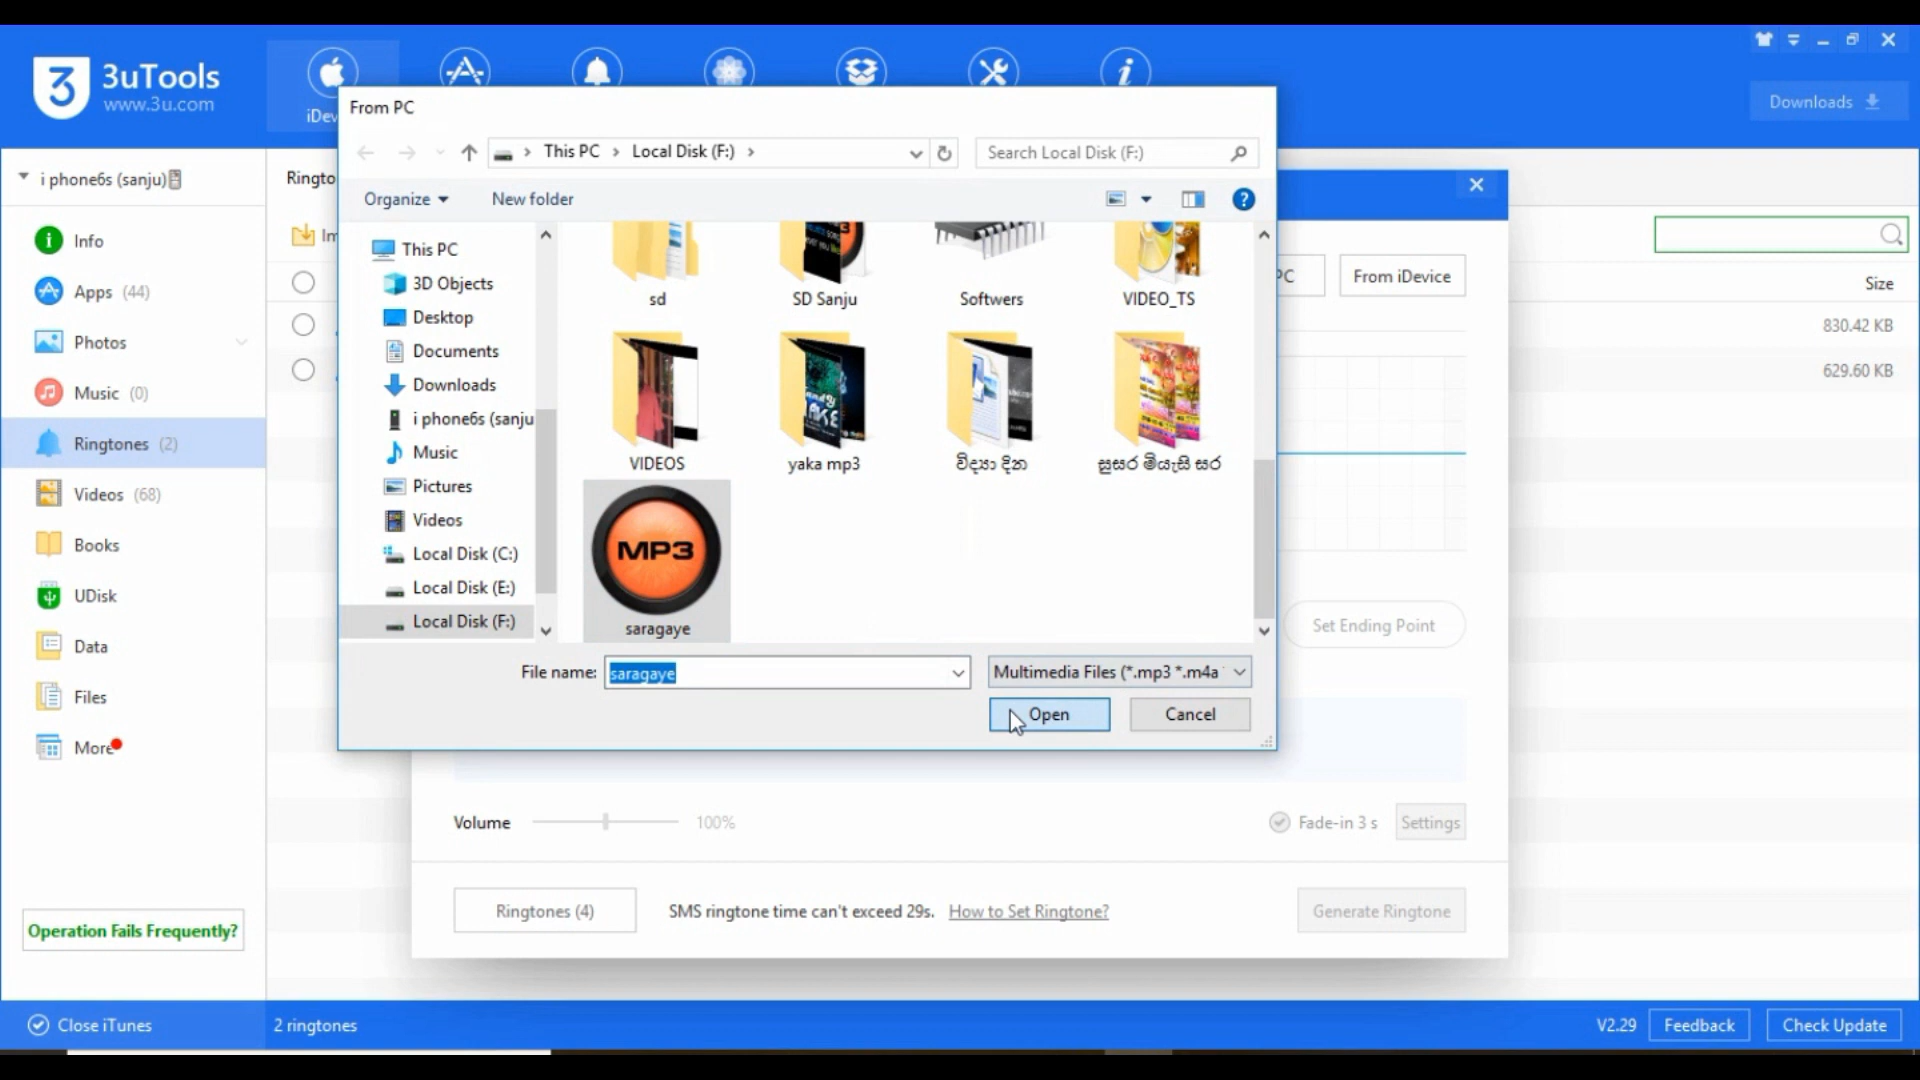 3uTools
www.3u.com
iDev
Downloads
From PC
This PC > Local Disk (F:) >
Search Local Disk (F:)
Organize
New folder
i phone6s (sanju)
Info
Apps (44)
Photos
Music (0)
Ringtones (2)
Videos (68)
Books
UDisk
Data
Files
More
Operation Fails Frequently?
Ringto
Im
This PC
3D Objects
Desktop
Documents
Downloads
i phone6s (sanju
Music
Pictures
Videos
Local Disk (C:)
Local Disk (E:)
Local Disk (F:)
sd
SD Sanju
Softwers
VIDEO_TS
VIDEOS
yaka mp3
විද්‍යා දින
සුසර මියැසි සර
MP3
saragaye
File name: saragaye
Multimedia Files (*.mp3 *.m4a
Open
Cancel
PC
From iDevice
Size
830.42 KB
629.60 KB
Set Ending Point
Volume
100%
Fade-in 3 s
Settings
Ringtones (4)
SMS ringtone time can't exceed 29s.
How to Set Ringtone?
Generate Ringtone
Close iTunes
2 ringtones
V2.29
Feedback
Check Update